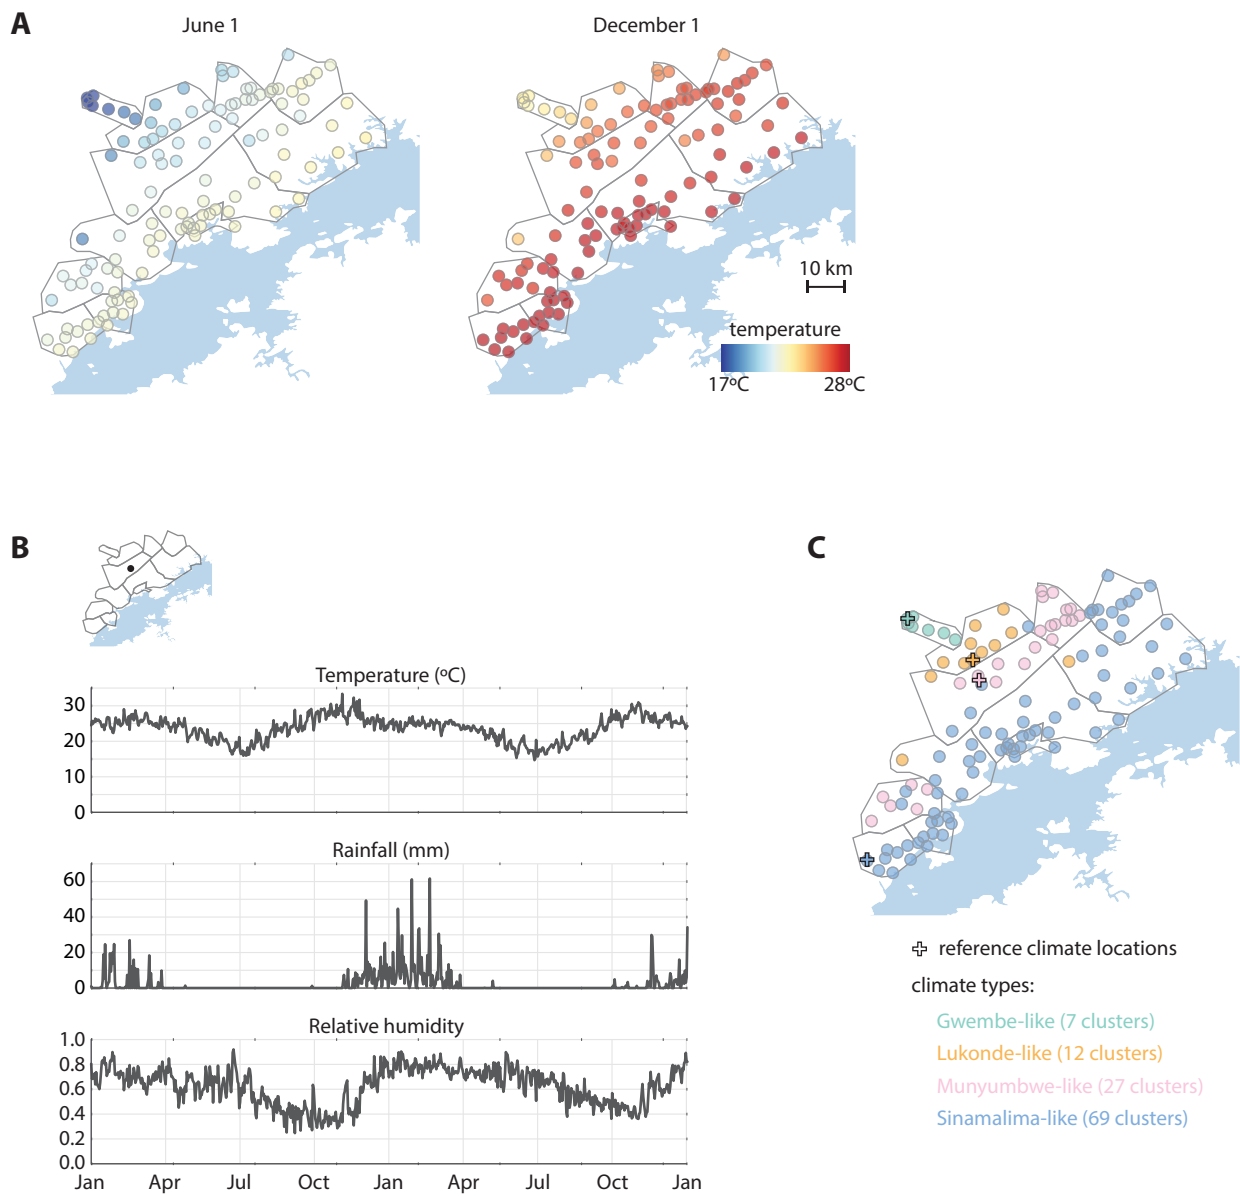 A
June 1
December 1
10 km
temperature
17ºC
28ºC
B
C
Temperature (ºC)
30
20
10
0
Rainfall (mm)
60
40
20
0
Relative humidity
1.0
0.8
0.6
0.4
0.2
0.0
Jan Apr Jul Oct Jan Apr Jul Oct Jan
reference climate locations
climate types:
Gwembe-like (7 clusters)
Lukonde-like (12 clusters)
Munyumbwe-like (27 clusters)
Sinamalima-like (69 clusters)